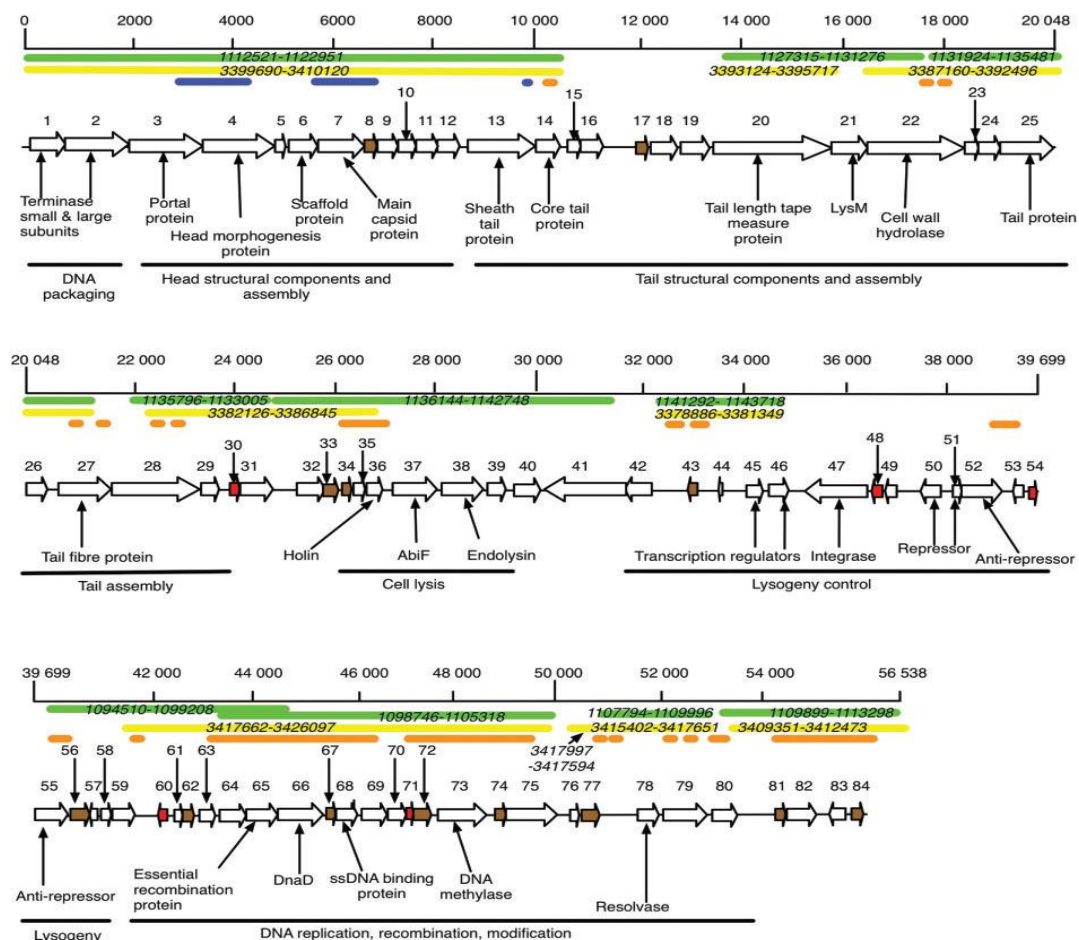 0 2000 4000 6000 8000 10 000 12 000 14 000 16 000 18 000 20 048
1112521-1122951 1127315-1131276 1131924-1135481
3399690-3410120 3393124-3395717 3387160-3392496
10 15 23
1 2 3 4 5 6 7 8 9 11 12 13 14 16 17 18 19 20 21 22 24 25
Terminase small & large subunits
Portal protein
Head morphogenesis protein
Scaffold protein
Main capsid protein
Sheath tail protein
Core tail protein
Tail length tape measure protein
LysM
Cell wall hydrolase
Tail protein
DNA packaging
Head structural components and assembly
Tail structural components and assembly
20 048 22 000 24 000 26 000 28 000 30 000 32 000 34 000 36 000 38 000 39 699
1135796-1133005 1136144-1142748 1141292- 1143718
3382126-3386845 3378886-3381349
30 33 35 48 51
26 27 28 29 31 32 34 36 37 38 39 40 41 42 43 44 45 46 47 49 50 52 53 54
Tail fibre protein
Holin
AbiF
Endolysin
Transcription regulators
Integrase
Repressor
Anti-repressor
Tail assembly
Cell lysis
Lysogeny control
39 699 42 000 44 000 46 000 48 000 50 000 52 000 54 000 56 538
1094510-1099208 1098746-1105318 1107794-1109996 1109899-1113298
3417662-3426097 3415402-3417651 3409351-3412473
3417997
-3417594
56 58 61 63 67 70 72
55 57 59 60 62 64 65 66 68 69 71 73 74 75 76 77 78 79 80 81 82 83 84
Anti-repressor
Essential recombination protein
DnaD
ssDNA binding protein
DNA methylase
Resolvase
Lysogeny
DNA replication, recombination, modification